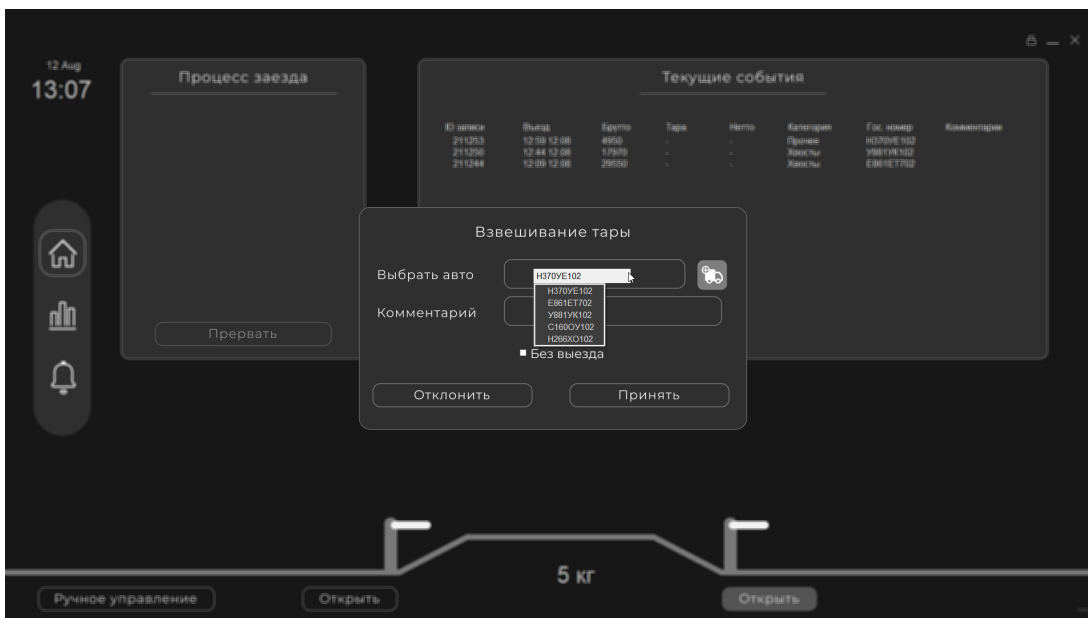 12 Aug
13:07
Процесс заезда
Прервать
Текущие события
ID записи Въезд Брутто Тара Нетто Категория Гос. номер Комментарии
211253 12:59 12.08 4950 - - Прочее Н370УЕ102
211250 12:44 12.08 17970 - - Хвосты У881УК102
211244 12:09 12.08 29550 - - Хвосты Е861ЕТ702
Взвешивание тары
Выбрать авто
Н370УЕ102
Н370УЕ102
Е861ЕТ702
У881УК102
С160ОУ102
Н266ХО102
Комментарий
Без выезда
Отклонить Принять
5 кг
Ручное управление Открыть Открыть